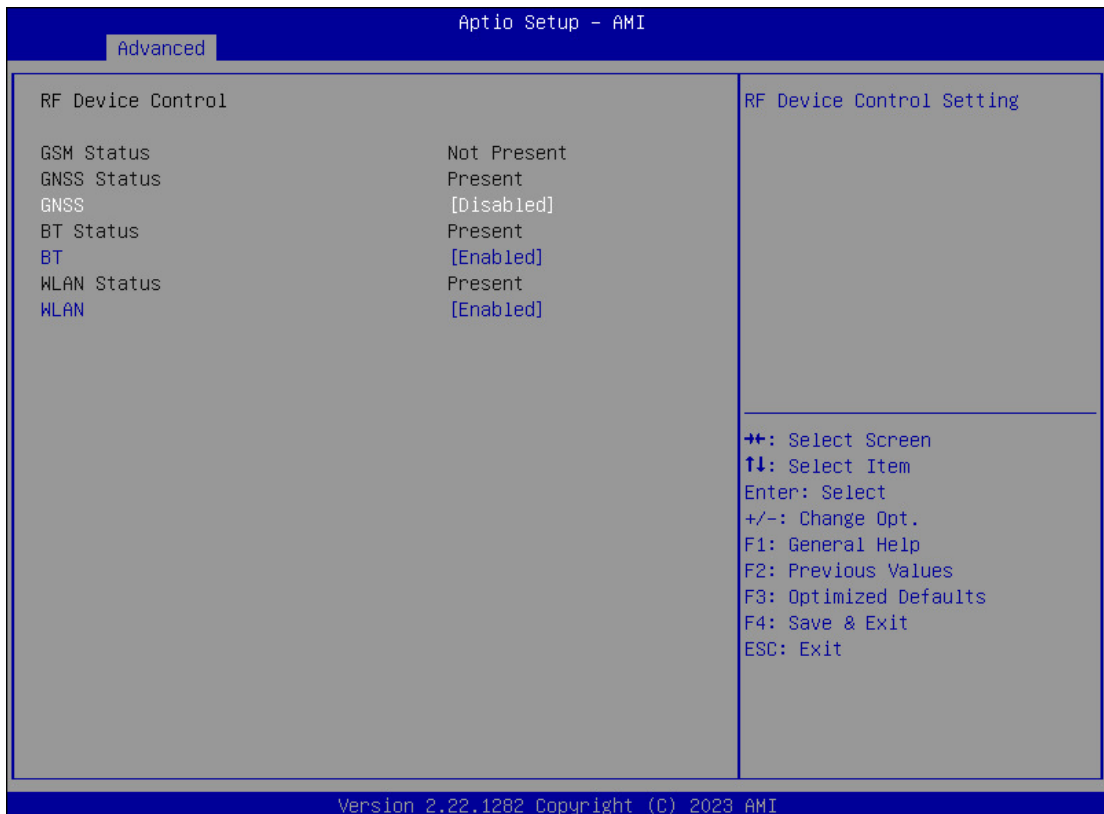 Aptio Setup – AMI
Advanced
RF Device Control
GSM Status Not Present
GNSS Status Present
GNSS [Disabled]
BT Status Present
BT [Enabled]
WLAN Status Present
WLAN [Enabled]
RF Device Control Setting
→←: Select Screen
↑↓: Select Item
Enter: Select
+/-: Change Opt.
F1: General Help
F2: Previous Values
F3: Optimized Defaults
F4: Save & Exit
ESC: Exit
Version 2.22.1282 Copyright (C) 2023 AMI